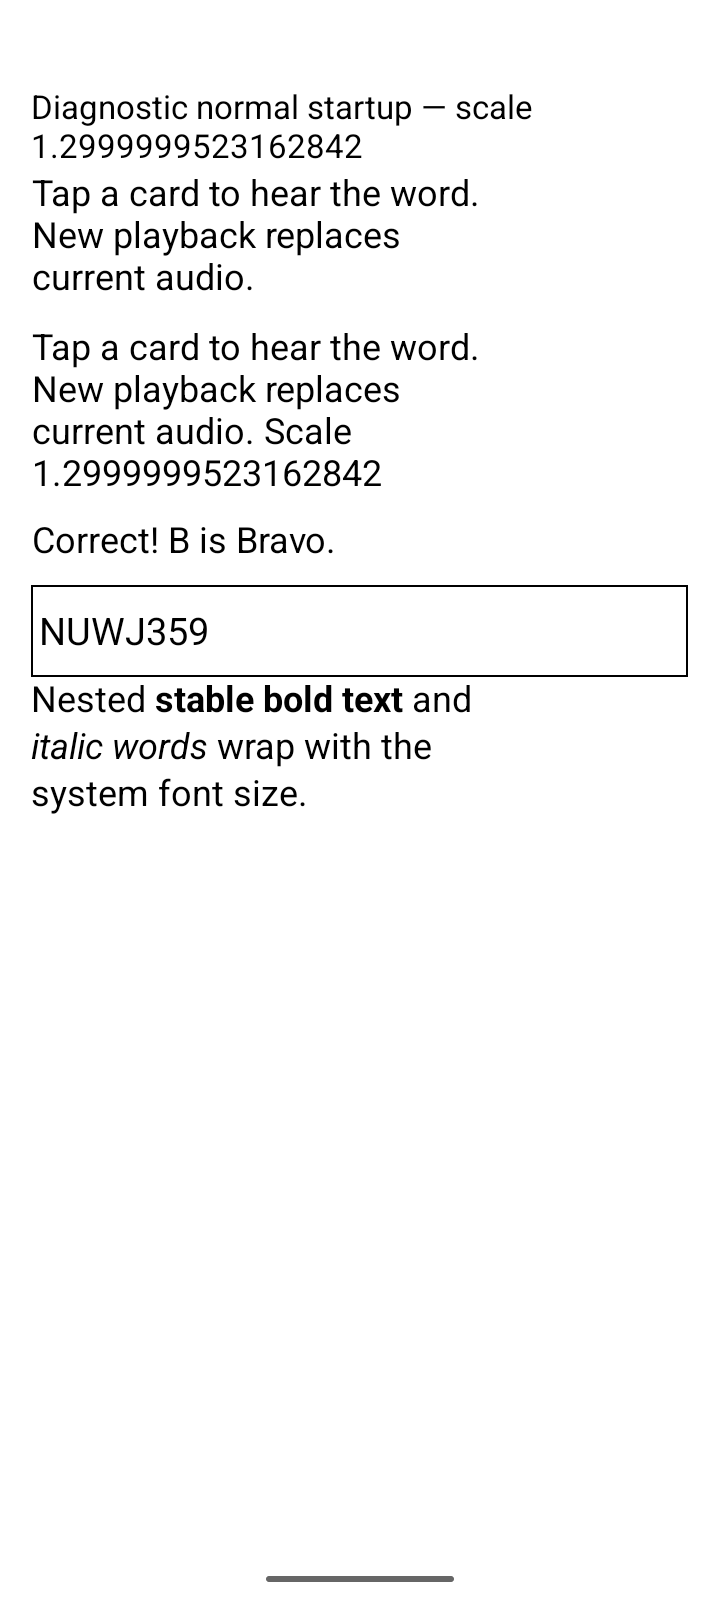 Diagnostic normal startup — scale
1.2999999523162842
Tap a card to hear the word.
New playback replaces
current audio.
Tap a card to hear the word.
New playback replaces
current audio. Scale
1.2999999523162842
Correct! B is Bravo.
NUWJ359
Nested stable bold text and
italic words wrap with the
system font size.